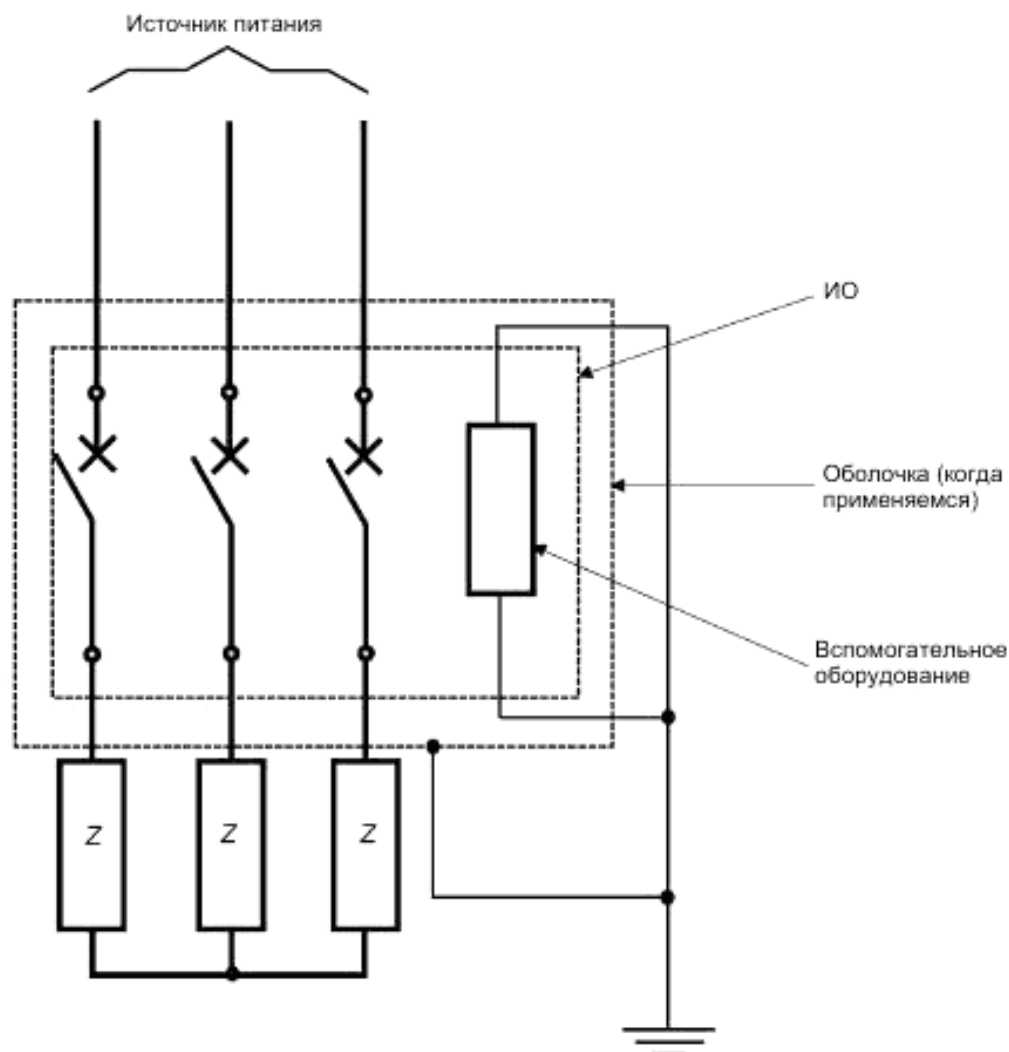 Источник питания
ИО
Оболочка (когда
применяемся)
Вспомогательное
оборудование
Z
Z
Z